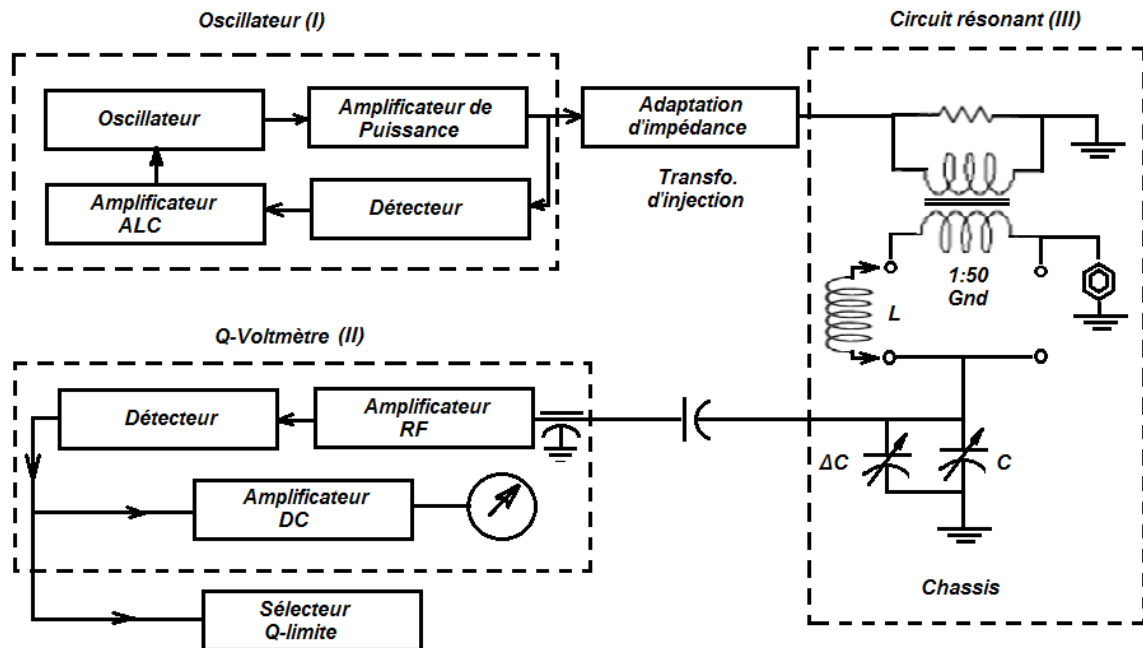 Oscillateur (I)
Circuit résonant (III)
Oscillateur
Amplificateur de
Puissance
Adaptation
d'impédance
Amplificateur
ALC
Détecteur
Transfo.
d'injection
1:50
Gnd
L
Q-Voltmètre (II)
Détecteur
Amplificateur
RF
ΔC
C
Amplificateur
DC
Chassis
Sélecteur
Q-limite